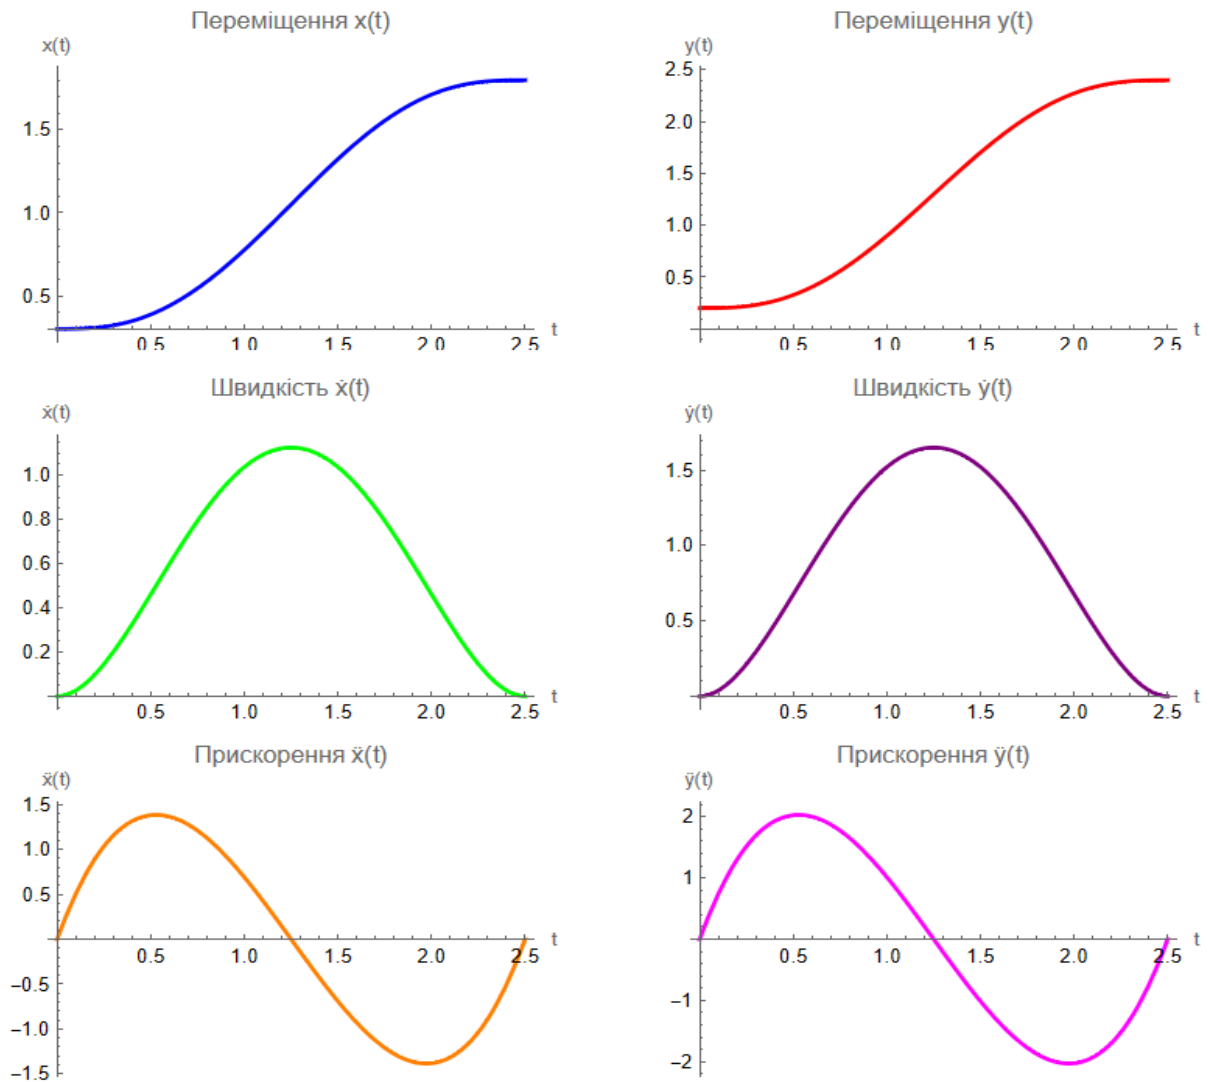 Переміщення x(t)
x(t)
1.5
1.0
0.5
0.5 1.0 1.5 2.0 2.5 t
Переміщення y(t)
y(t)
2.5
2.0
1.5
1.0
0.5
0.5 1.0 1.5 2.0 2.5 t
Швидкість ẋ(t)
ẋ(t)
1.0
0.8
0.6
0.4
0.2
0.5 1.0 1.5 2.0 2.5 t
Швидкість ẏ(t)
ẏ(t)
1.5
1.0
0.5
0.5 1.0 1.5 2.0 2.5 t
Прискорення ẍ(t)
ẍ(t)
1.5
1.0
0.5
0.5 1.0 1.5 2.0 2.5 t
−0.5
−1.0
−1.5
Прискорення ÿ(t)
ÿ(t)
2
1
0.5 1.0 1.5 2.0 2.5 t
−1
−2